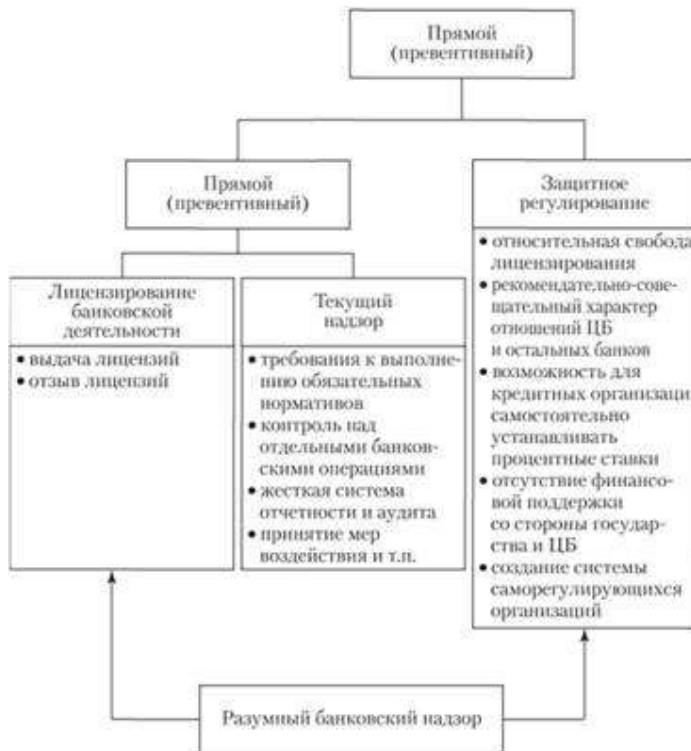 Прямой
(превентивный)
Прямой
(превентивный)
Защитное
регулирование
Лицензирование
банковской
деятельности
• выдача лицензий
• отзыв лицензий
Текущий
надзор
• требования к выполне-
нию обязательных
нормативов
• контроль над
отдельными банков-
скими операциями
• жесткая система
отчетности и аудита
• принятие мер
воздействия и т.п.
• относительная свобода
лицензирования
• рекомендательно-сове-
щательный характер
отношений ЦБ
и остальных банков
• возможность для
кредитных организаци
самостоятельно
устанавливать
процентные ставки
• отсутствие финансо-
вой поддержки
со стороны государ-
ства и ЦБ
• создание системы
саморегулирующихся
организаций
Разумный банковский надзор